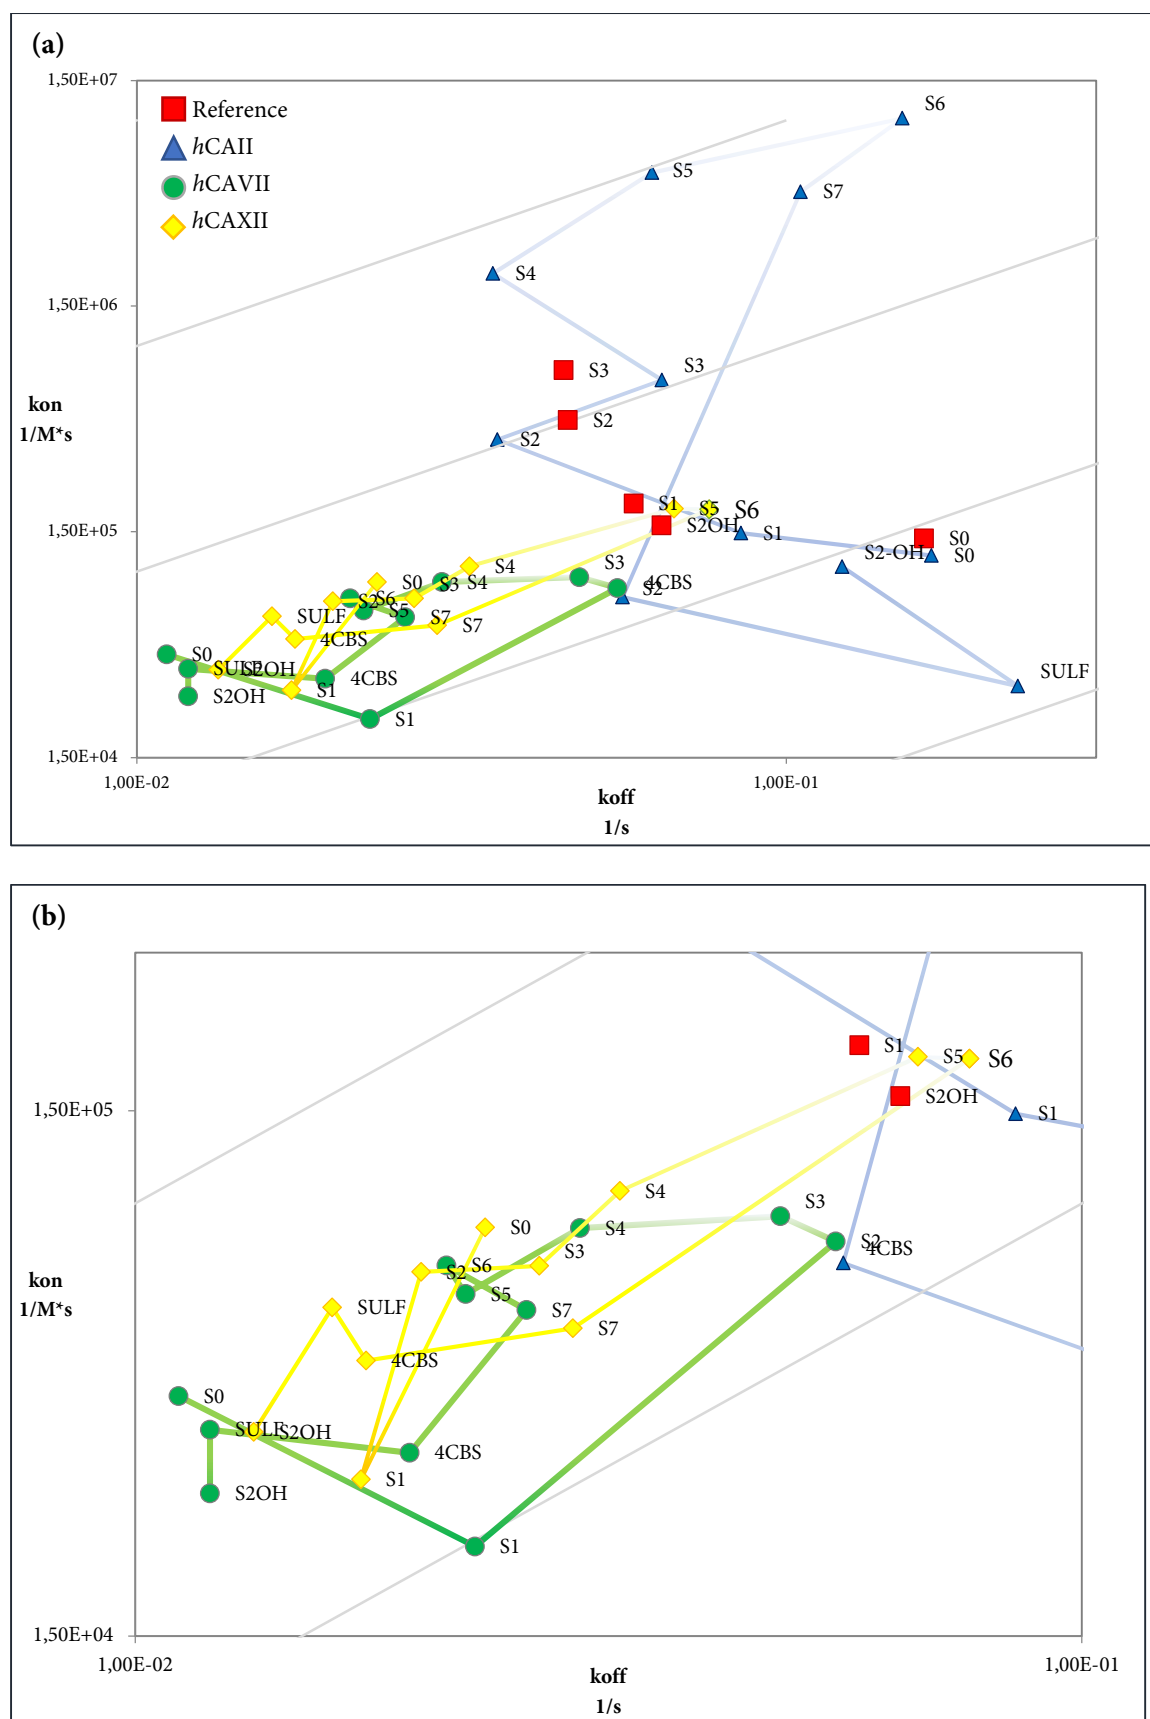 (a)
1,50E+07
Reference
hCAII
hCAVII
hCAXII
S6
S5
S7
S4
1,50E+06
S3
S3
kon
1/M*s
S2
S2
S1
S5
S6
1,50E+05
S2OH
S1
S0
S0
S2-OH
S3
S4
S0
S3
S4
4CBS
S2
S2
S6
S5
SULF
S7
S7
4CBS
S0
SULF
S2OH
4CBS
SULF
S2OH
S1
S1
1,50E+04
1,00E-02
1,00E-01
koff
1/s
(b)
S1
S5
S6
S2OH
1,50E+05
S1
S4
S3
S0
S4
S2
4CBS
S3
S2
S6
kon
1/M*s
S5
SULF
S7
S7
4CBS
S0
SULF
S2OH
4CBS
S1
S2OH
S1
1,50E+04
1,00E-02
1,00E-01
koff
1/s